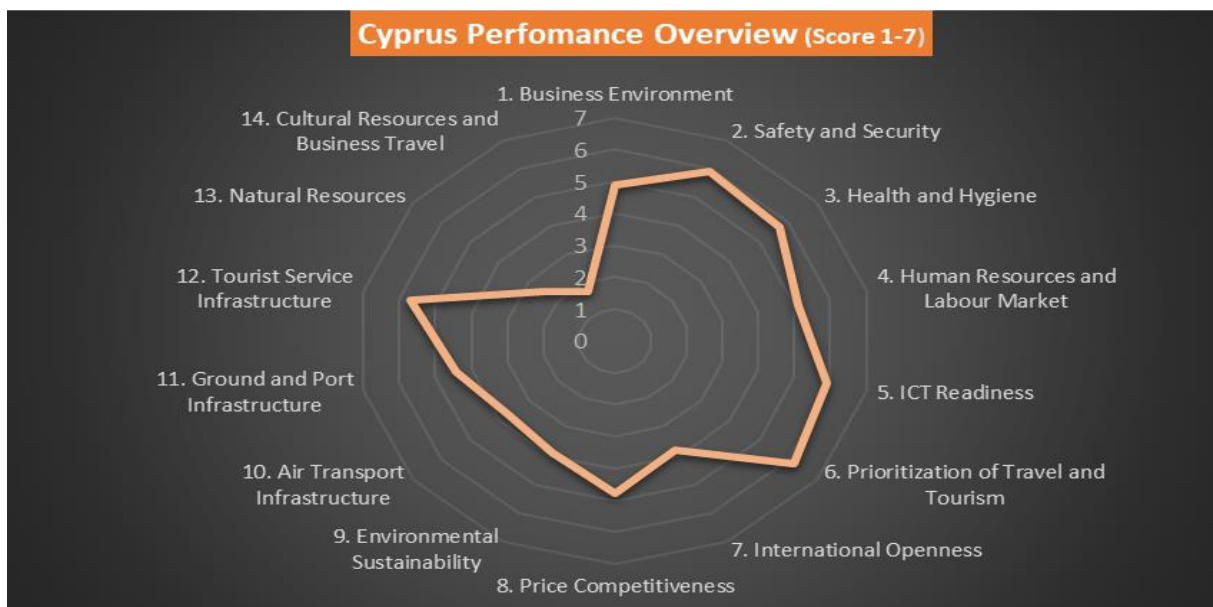 Cyprus Perfomance Overview (Score 1-7)
1. Business Environment
2. Safety and Security
3. Health and Hygiene
4. Human Resources and
Labour Market
5. ICT Readiness
6. Prioritization of Travel and
Tourism
7. International Openness
8. Price Competitiveness
9. Environmental
Sustainability
10. Air Transport
Infrastructure
11. Ground and Port
Infrastructure
12. Tourist Service
Infrastructure
13. Natural Resources
14. Cultural Resources and
Business Travel
7
6
5
4
3
2
1
0